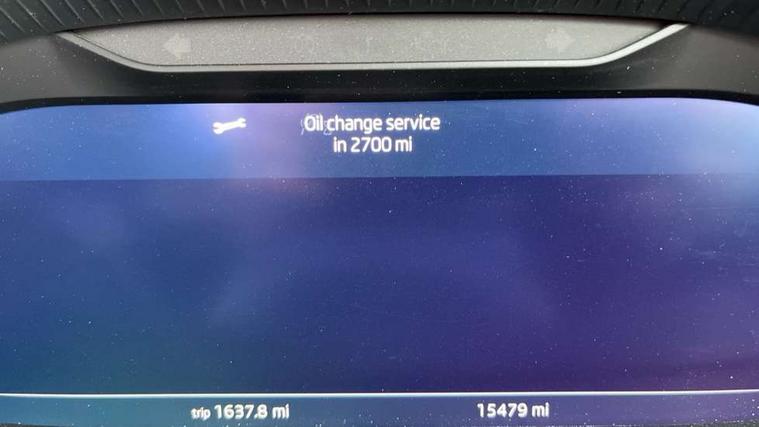 Oil change service
in 2700 mi
trip 1637.8 mi
15479 mi